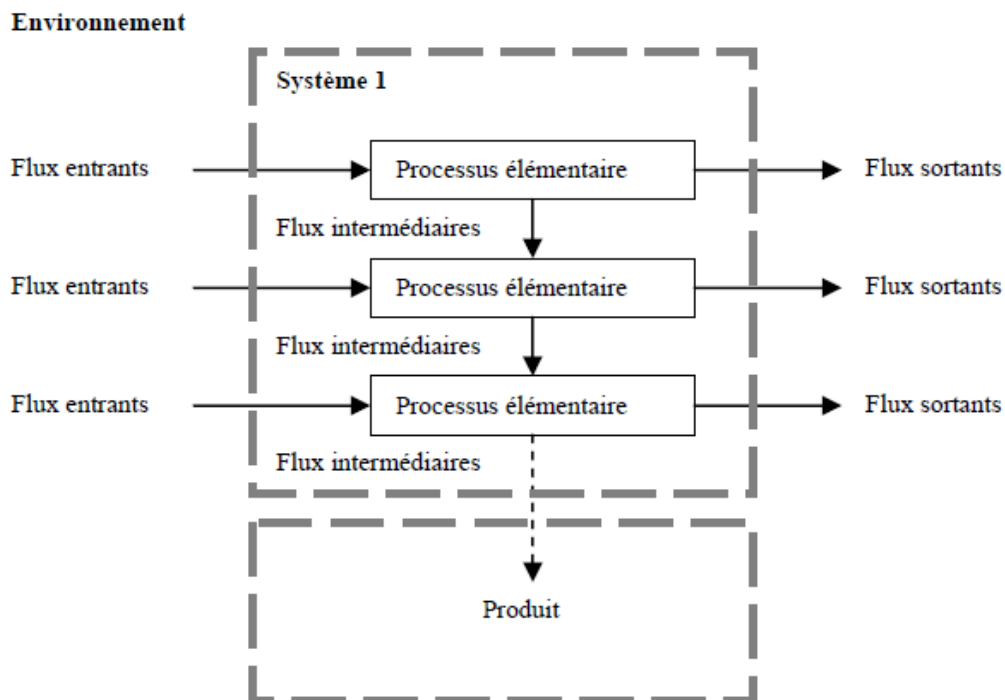 Environnement
Système 1
Flux entrants
Processus élémentaire
Flux sortants
Flux intermédiaires
Flux entrants
Processus élémentaire
Flux sortants
Flux intermédiaires
Flux entrants
Processus élémentaire
Flux sortants
Flux intermédiaires
Produit